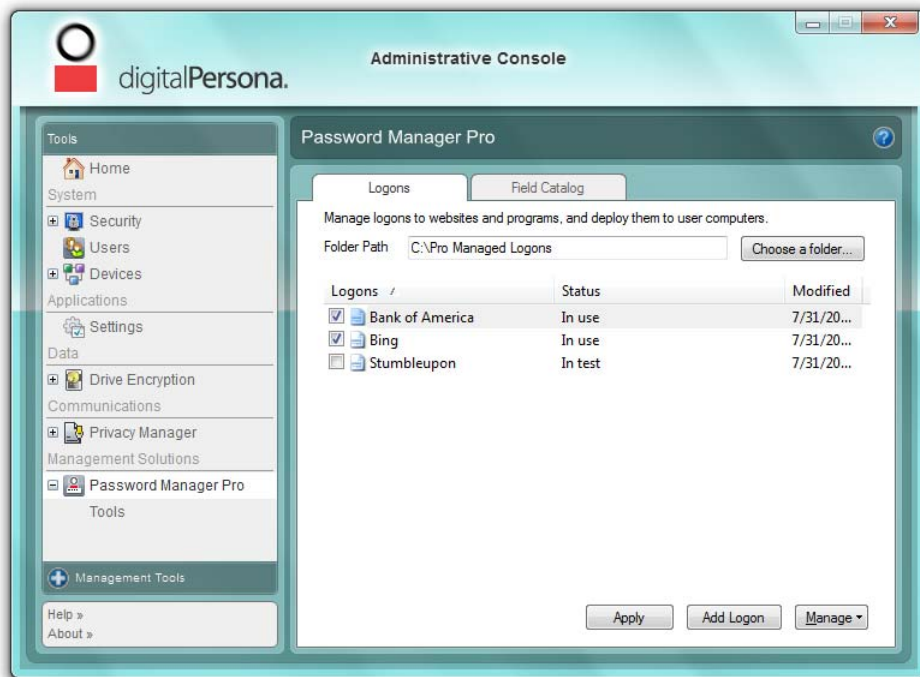 digitalPersona.
Administrative Console
Tools
Home
System
Security
Users
Devices
Applications
Settings
Data
Drive Encryption
Communications
Privacy Manager
Management Solutions
Password Manager Pro
Tools
Management Tools
Help »
About »
Password Manager Pro
?
Logons Field Catalog
Manage logons to websites and programs, and deploy them to user computers.
Folder Path C:\Pro Managed Logons Choose a folder...
Logons Status Modified
Bank of America In use 7/31/20...
Bing In use 7/31/20...
Stumbleupon In test 7/31/20...
Apply Add Logon Manage